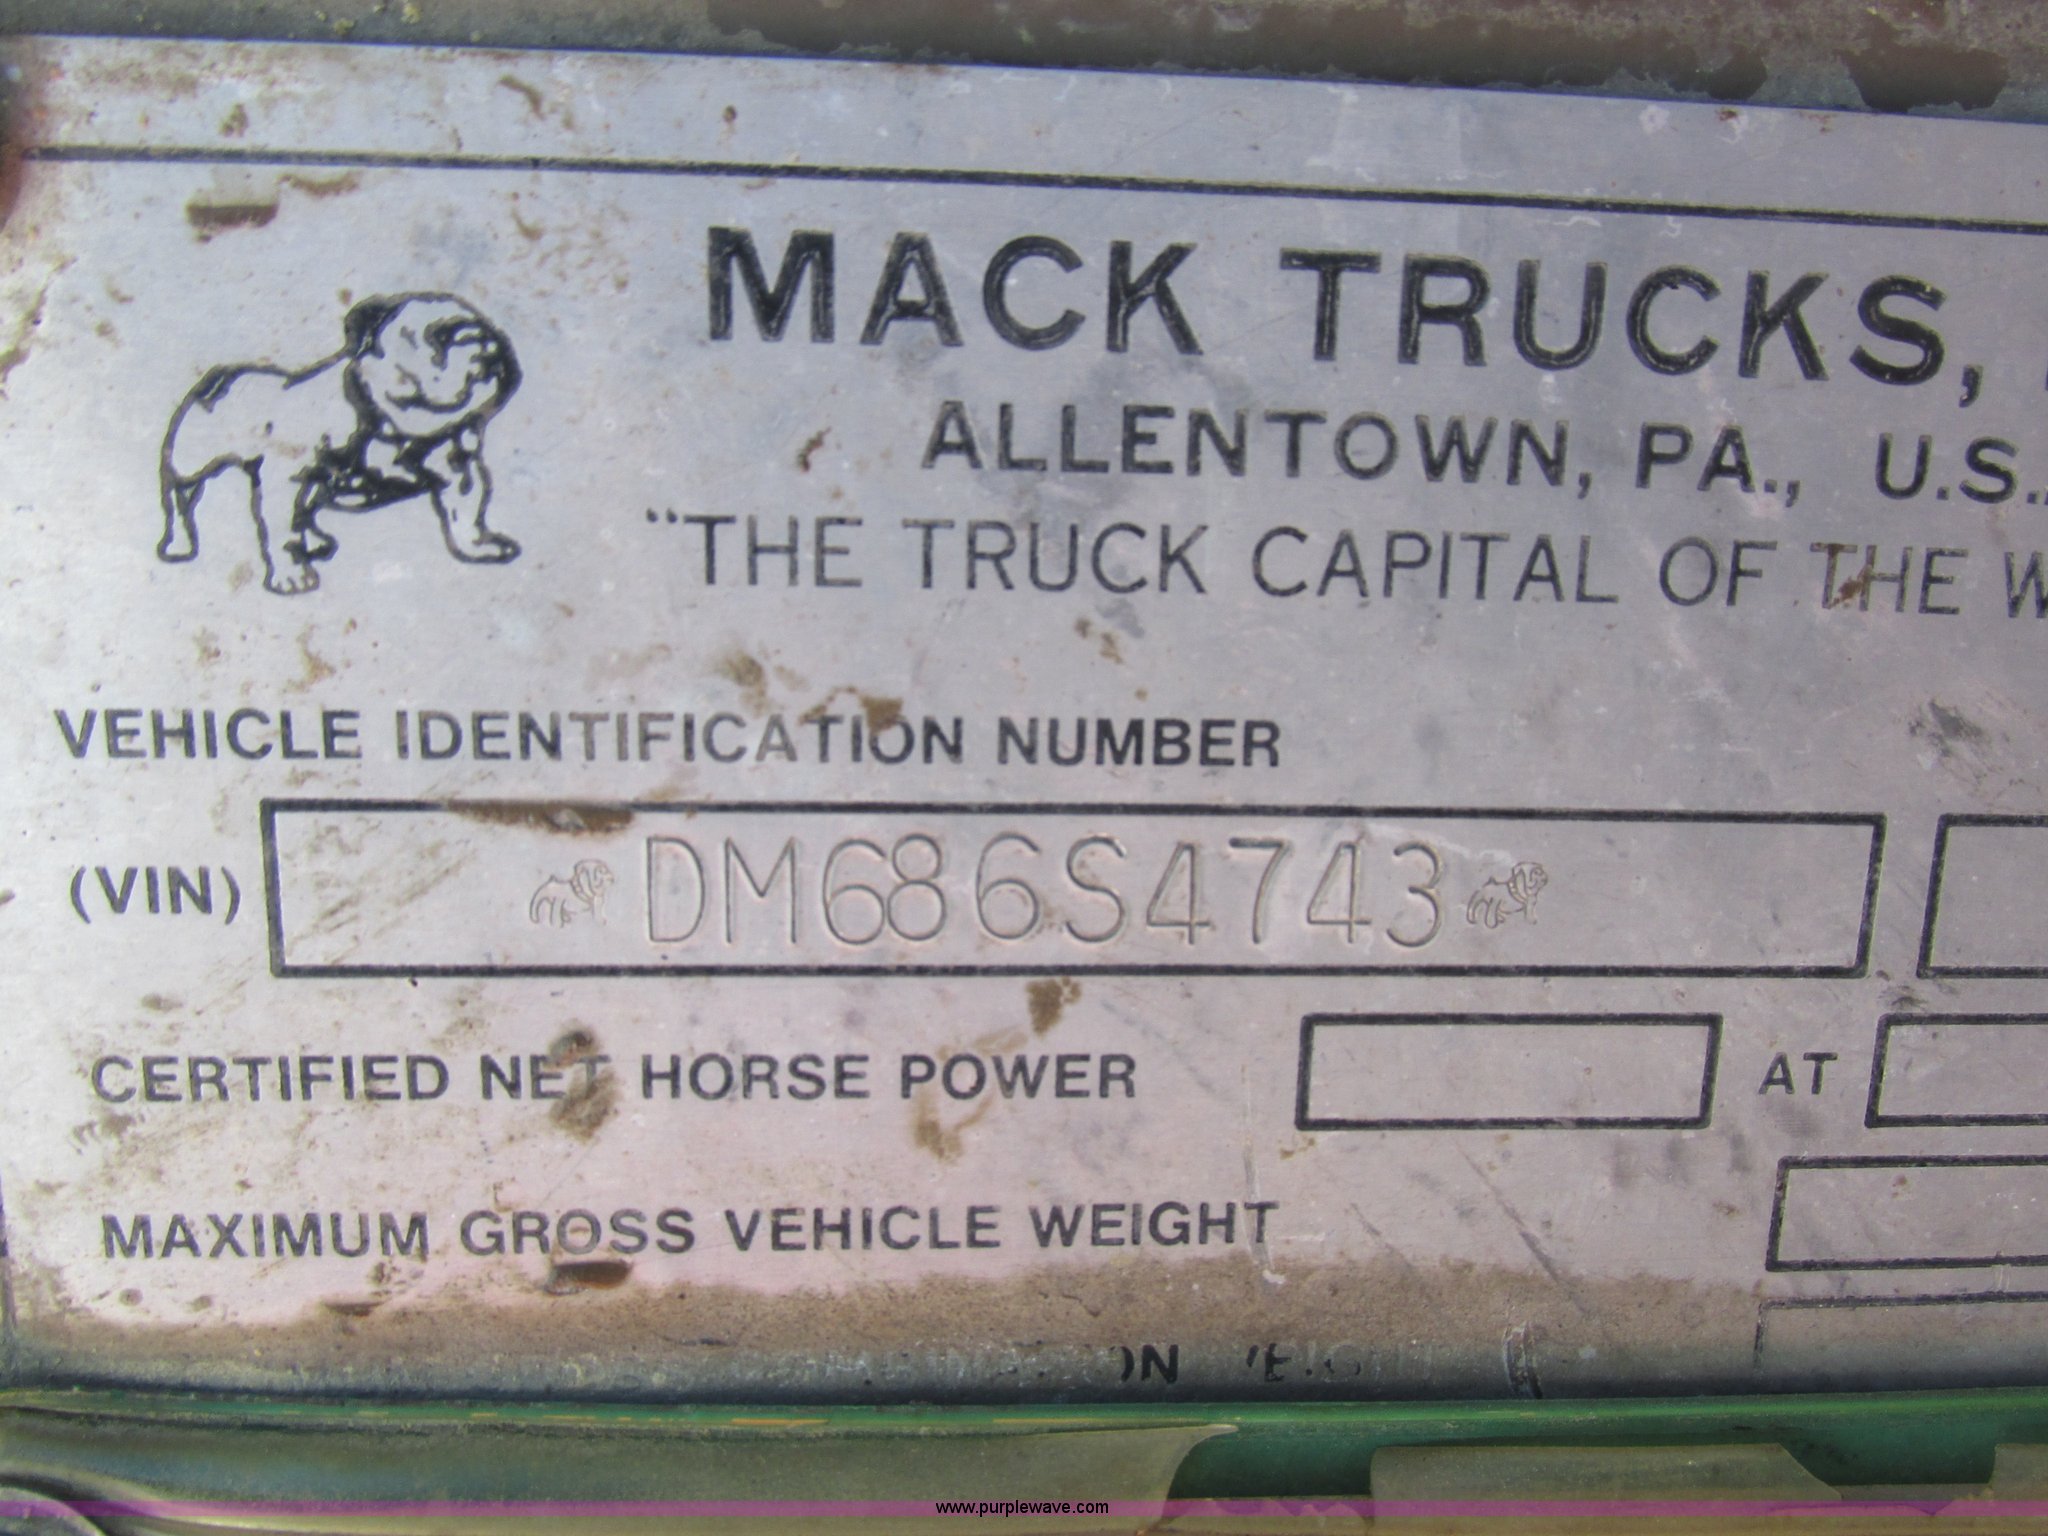 MACK TRUCKS,
ALLENTOWN, PA., U.S.
"THE TRUCK CAPITAL OF THE W
VEHICLE IDENTIFICATION NUMBER
(VIN) DM686S4743
CERTIFIED NET HORSE POWER AT
MAXIMUM GROSS VEHICLE WEIGHT
www.purplewave.com